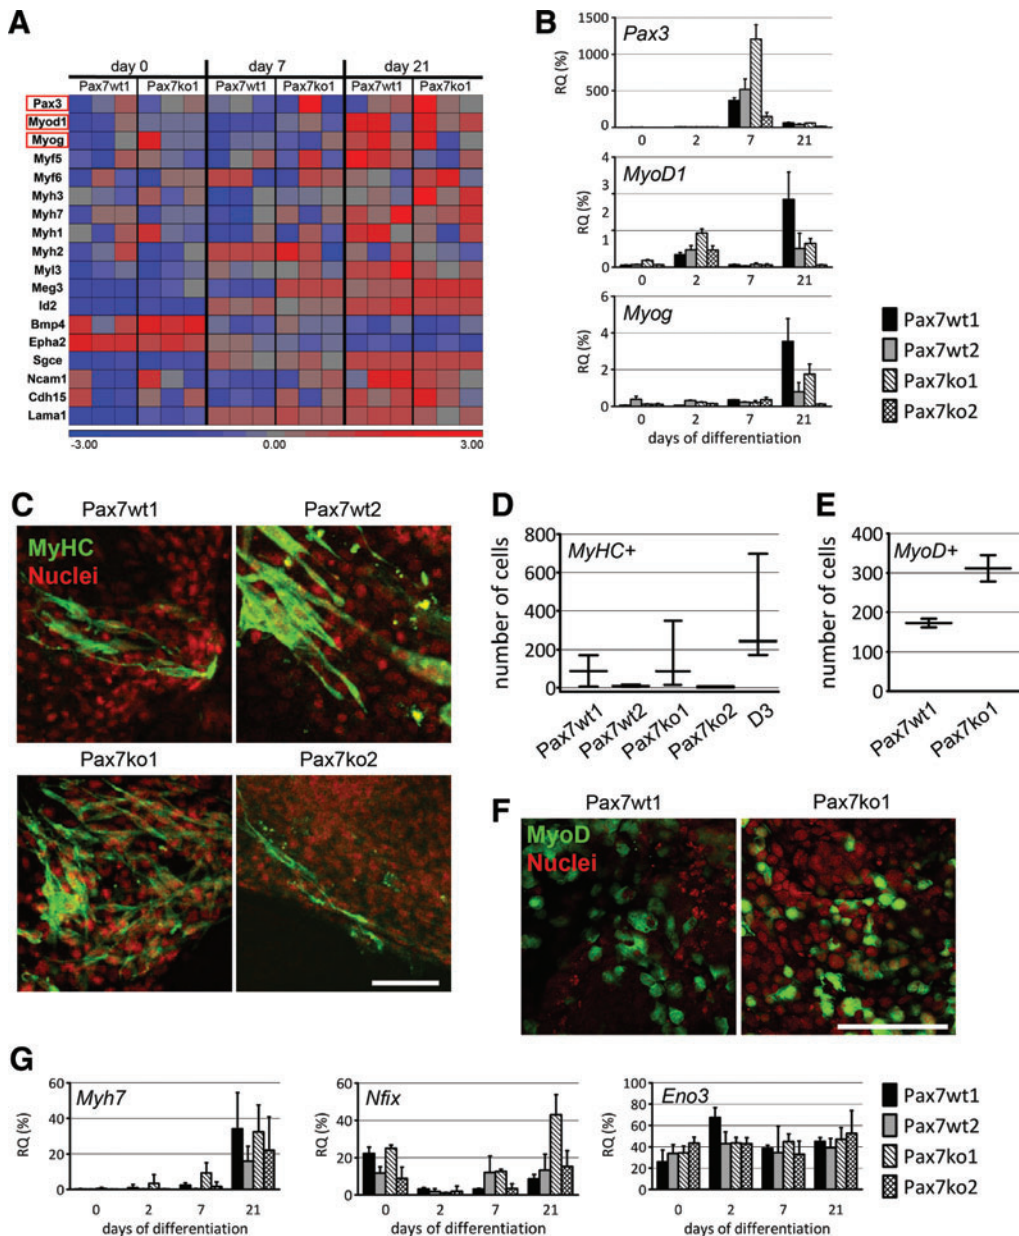 A
day 0 day 7 day 21
Pax7wt1 Pax7ko1 Pax7wt1 Pax7ko1 Pax7wt1 Pax7ko1
Pax3
Myod1
Myog
Myf5
Myf6
Myh3
Myh7
Myh1
Myh2
Myl3
Meg3
Id2
Bmp4
Epha2
Sgce
Ncam1
Cdh15
Lama1
-3.00 0.00 3.00
B
Pax3
RQ (%)
1500
1000
500
0
0 2 7 21
MyoD1
RQ (%)
4
3
2
1
0
0 2 7 21
Myog
RQ (%)
6
4
2
0
0 2 7 21
days of differentiation
Pax7wt1
Pax7wt2
Pax7ko1
Pax7ko2
C
Pax7wt1 Pax7wt2
MyHC
Nuclei
Pax7ko1 Pax7ko2
D
MyHC+
number of cells
800
600
400
200
0
Pax7wt1 Pax7wt2 Pax7ko1 Pax7ko2 D3
E
MyoD+
number of cells
400
300
200
100
0
Pax7wt1 Pax7ko1
F
Pax7wt1 Pax7ko1
MyoD
Nuclei
G
Myh7
RQ (%)
60
40
20
0
0 2 7 21
days of differentiation
Nfix
RQ (%)
60
40
20
0
0 2 7 21
days of differentiation
Eno3
RQ (%)
100
80
60
40
20
0
0 2 7 21
days of differentiation
Pax7wt1
Pax7wt2
Pax7ko1
Pax7ko2